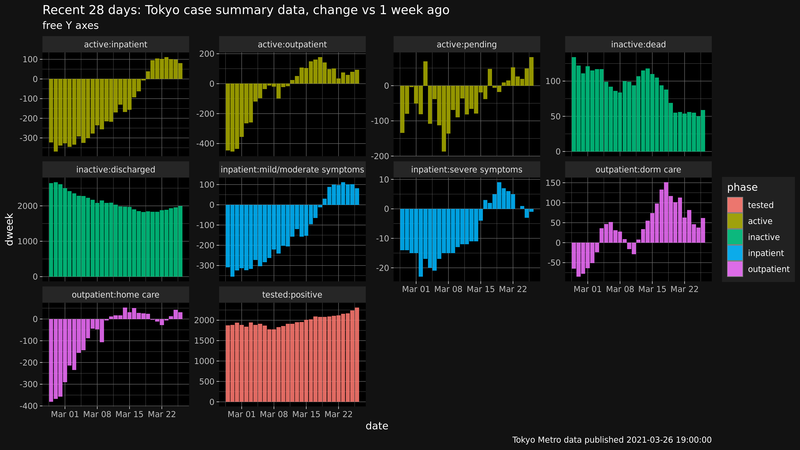 Recent 28 days: Tokyo case summary data, change vs 1 week ago
free Y axes
active:inpatient
active:outpatient
active:pending
inactive:dead
100
0
-100
-200
-300
200
0
-200
-400
0
-100
-200
100
50
0
inactive:discharged
inpatient:mild/moderate symptoms
inpatient:severe symptoms
outpatient:dorm care
2000
1000
0
100
0
-100
-200
-300
10
0
-10
-20
150
100
50
0
-50
Mar 01 Mar 08 Mar 15 Mar 22
Mar 01 Mar 08 Mar 15 Mar 22
outpatient:home care
tested:positive
0
-100
-200
-300
-400
2000
1500
1000
500
0
Mar 01 Mar 08 Mar 15 Mar 22
Mar 01 Mar 08 Mar 15 Mar 22
dweek
date
phase
tested
active
inactive
inpatient
outpatient
Tokyo Metro data published 2021-03-26 19:00:00